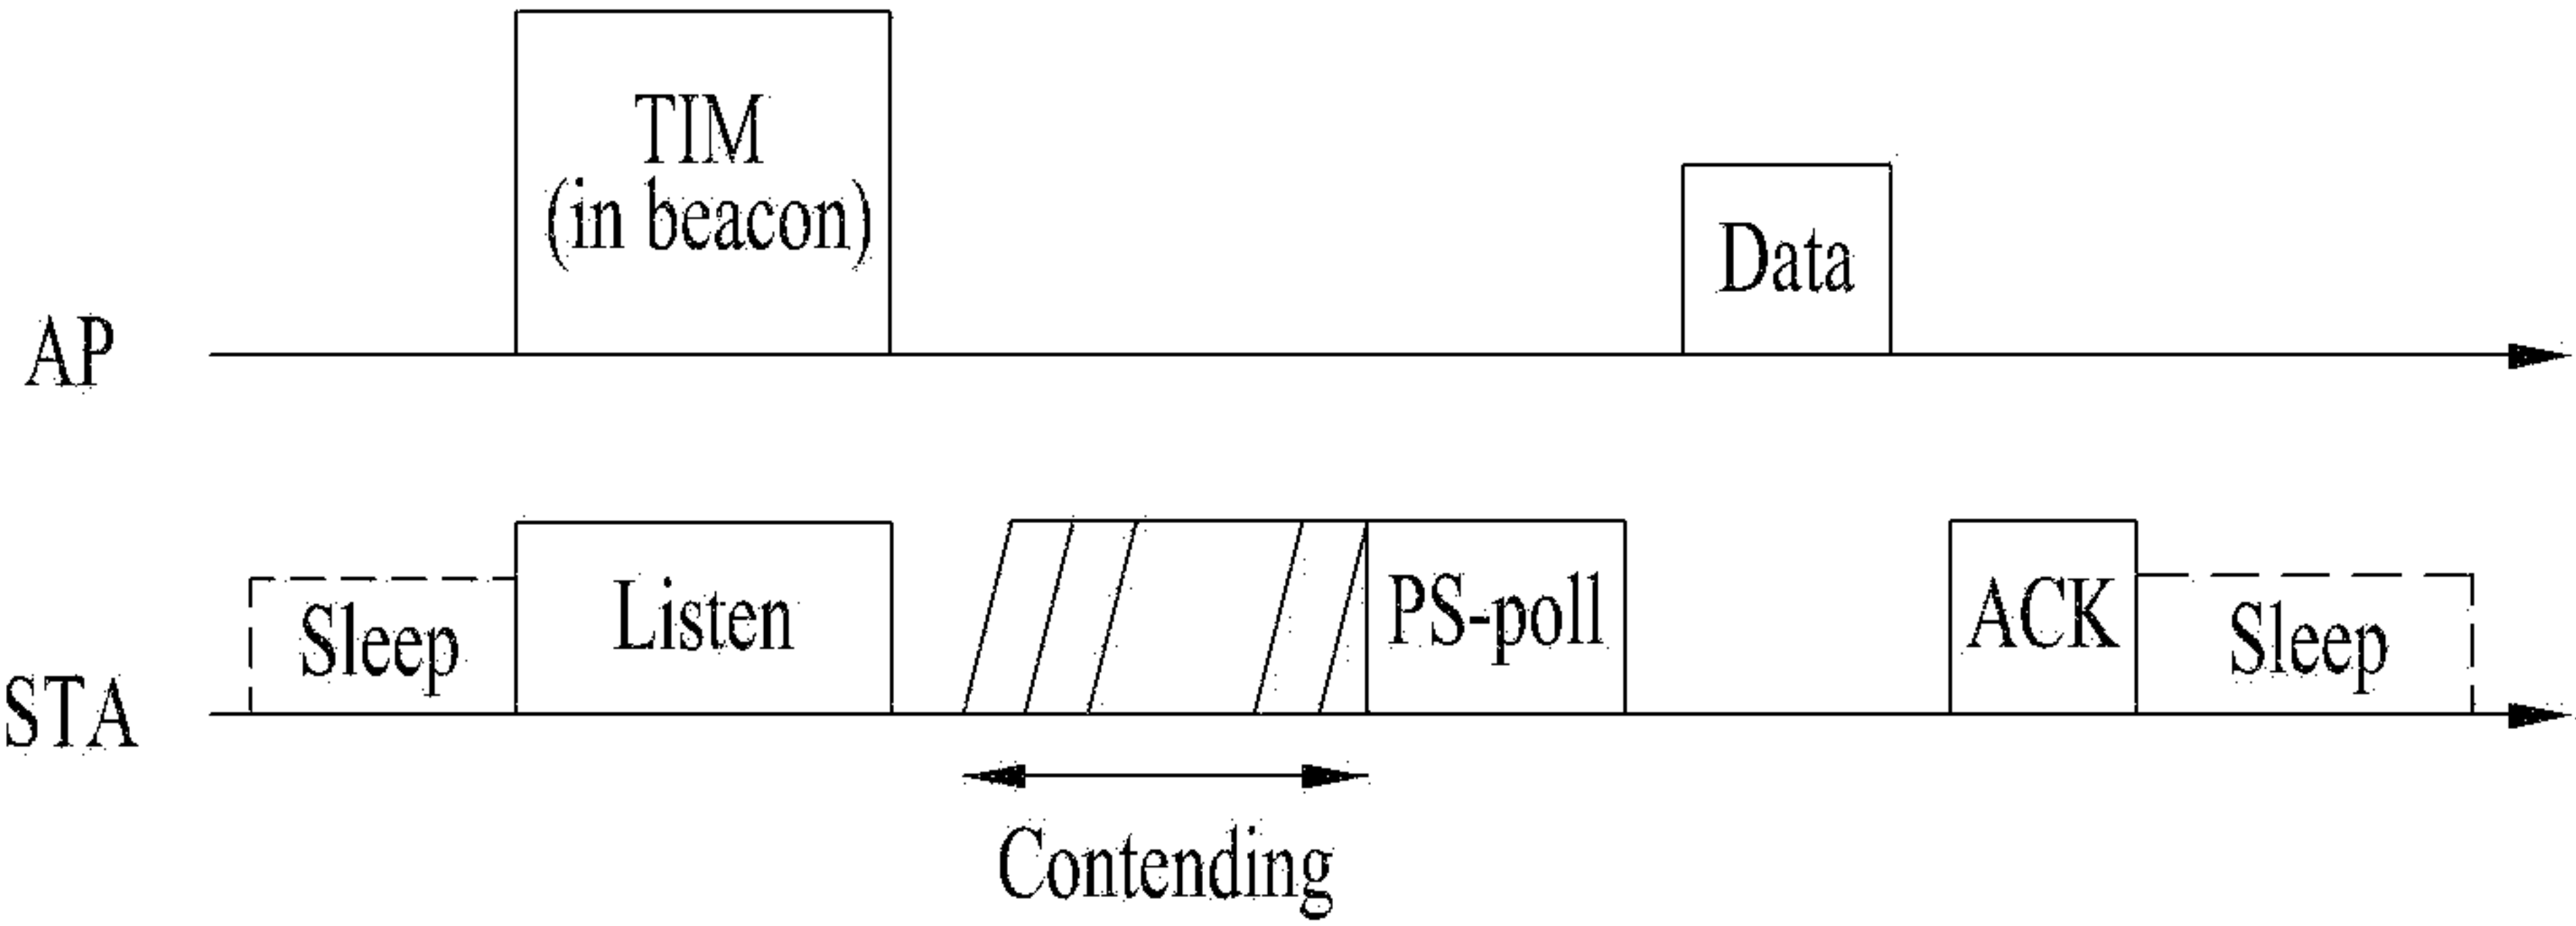 TIM
(in beacon)
Data
AP
Sleep
Listen
PS-poll
ACK
Sleep
STA
Contending